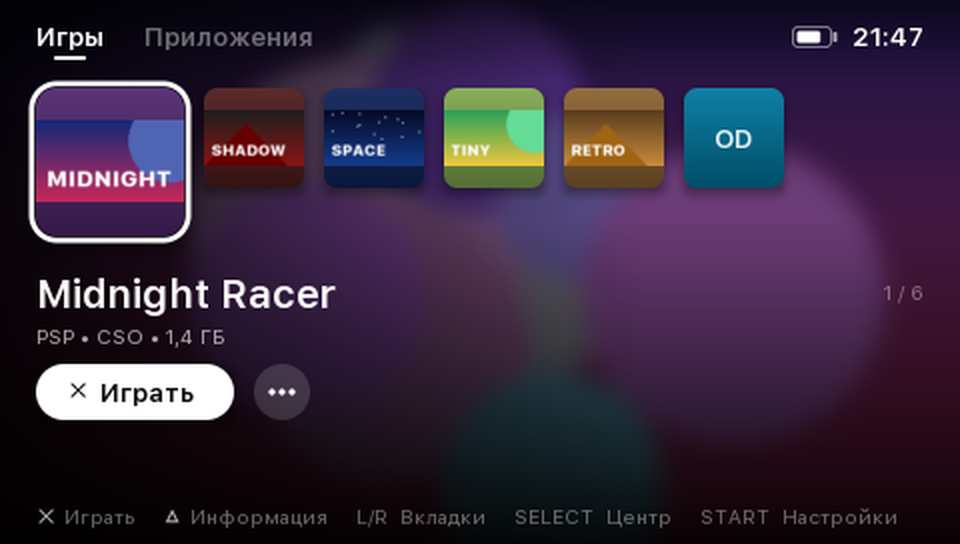 Игры Приложения 21:47
MIDNIGHT SHADOW SPACE TINY RETRO OD
Midnight Racer 1 / 6
PSP • CSO • 1,4 ГБ
× Играть •••
× Играть △ Информация L/R Вкладки SELECT Центр START Настройки